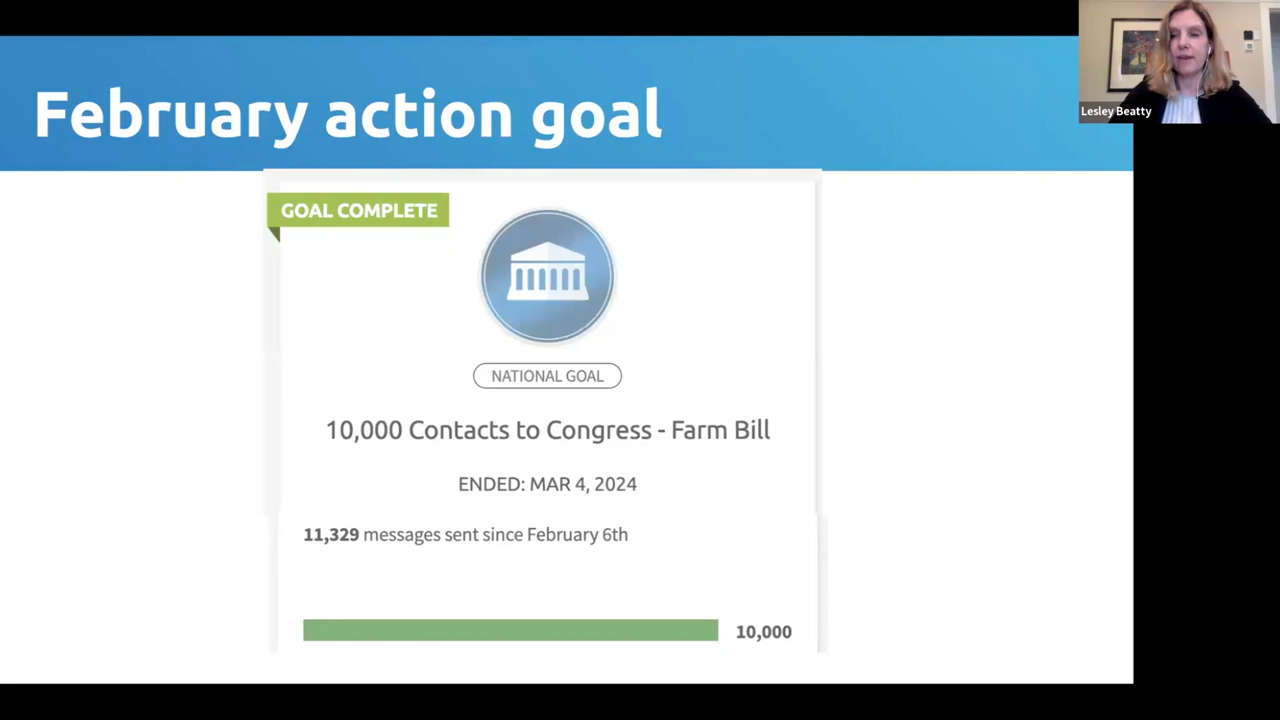 February action goal
Lesley Beatty
GOAL COMPLETE
NATIONAL GOAL
10,000 Contacts to Congress - Farm Bill
ENDED: MAR 4, 2024
11,329 messages sent since February 6th
10,000